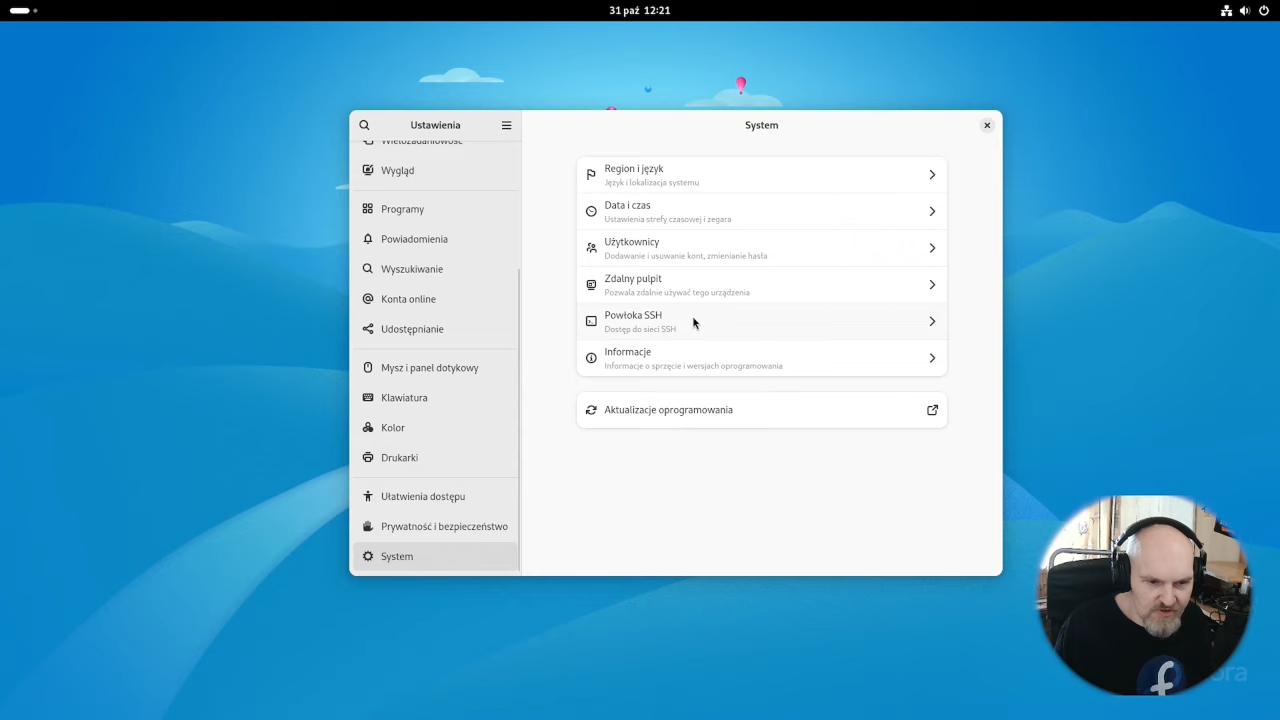 31 paź 12:21
Ustawienia
System
Wielozadaniowość
Wygląd
Programy
Powiadomienia
Wyszukiwanie
Konta online
Udostępnianie
Mysz i panel dotykowy
Klawiatura
Kolor
Drukarki
Ułatwienia dostępu
Prywatność i bezpieczeństwo
System
Region i język
Język i lokalizacja systemu
Data i czas
Ustawienia strefy czasowej i zegara
Użytkownicy
Dodawanie i usuwanie kont, zmienianie hasła
Zdalny pulpit
Pozwala zdalnie używać tego urządzenia
Powłoka SSH
Dostęp do sieci SSH
Informacje
Informacje o sprzęcie i wersjach oprogramowania
Aktualizacje oprogramowania
ora